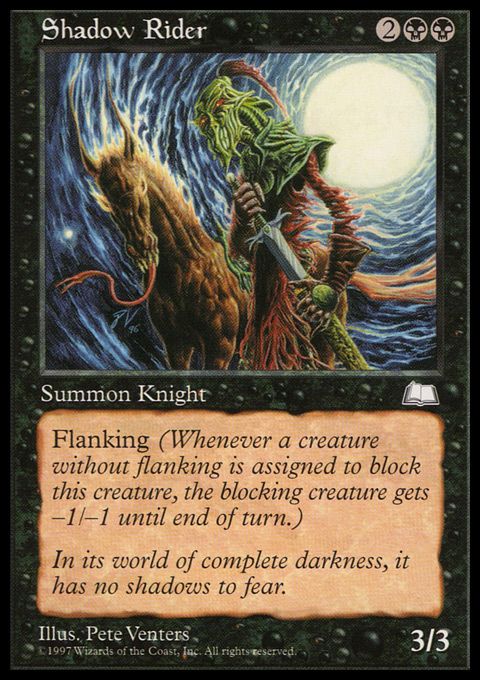 Shadow Rider 2
PV
96
Summon Knight
Flanking (Whenever a creature
without flanking is assigned to block
this creature, the blocking creature gets
–1/–1 until end of turn.)
In its world of complete darkness, it
has no shadows to fear.
Illus. Pete Venters
©1997 Wizards of the Coast, Inc. All rights reserved.
3/3